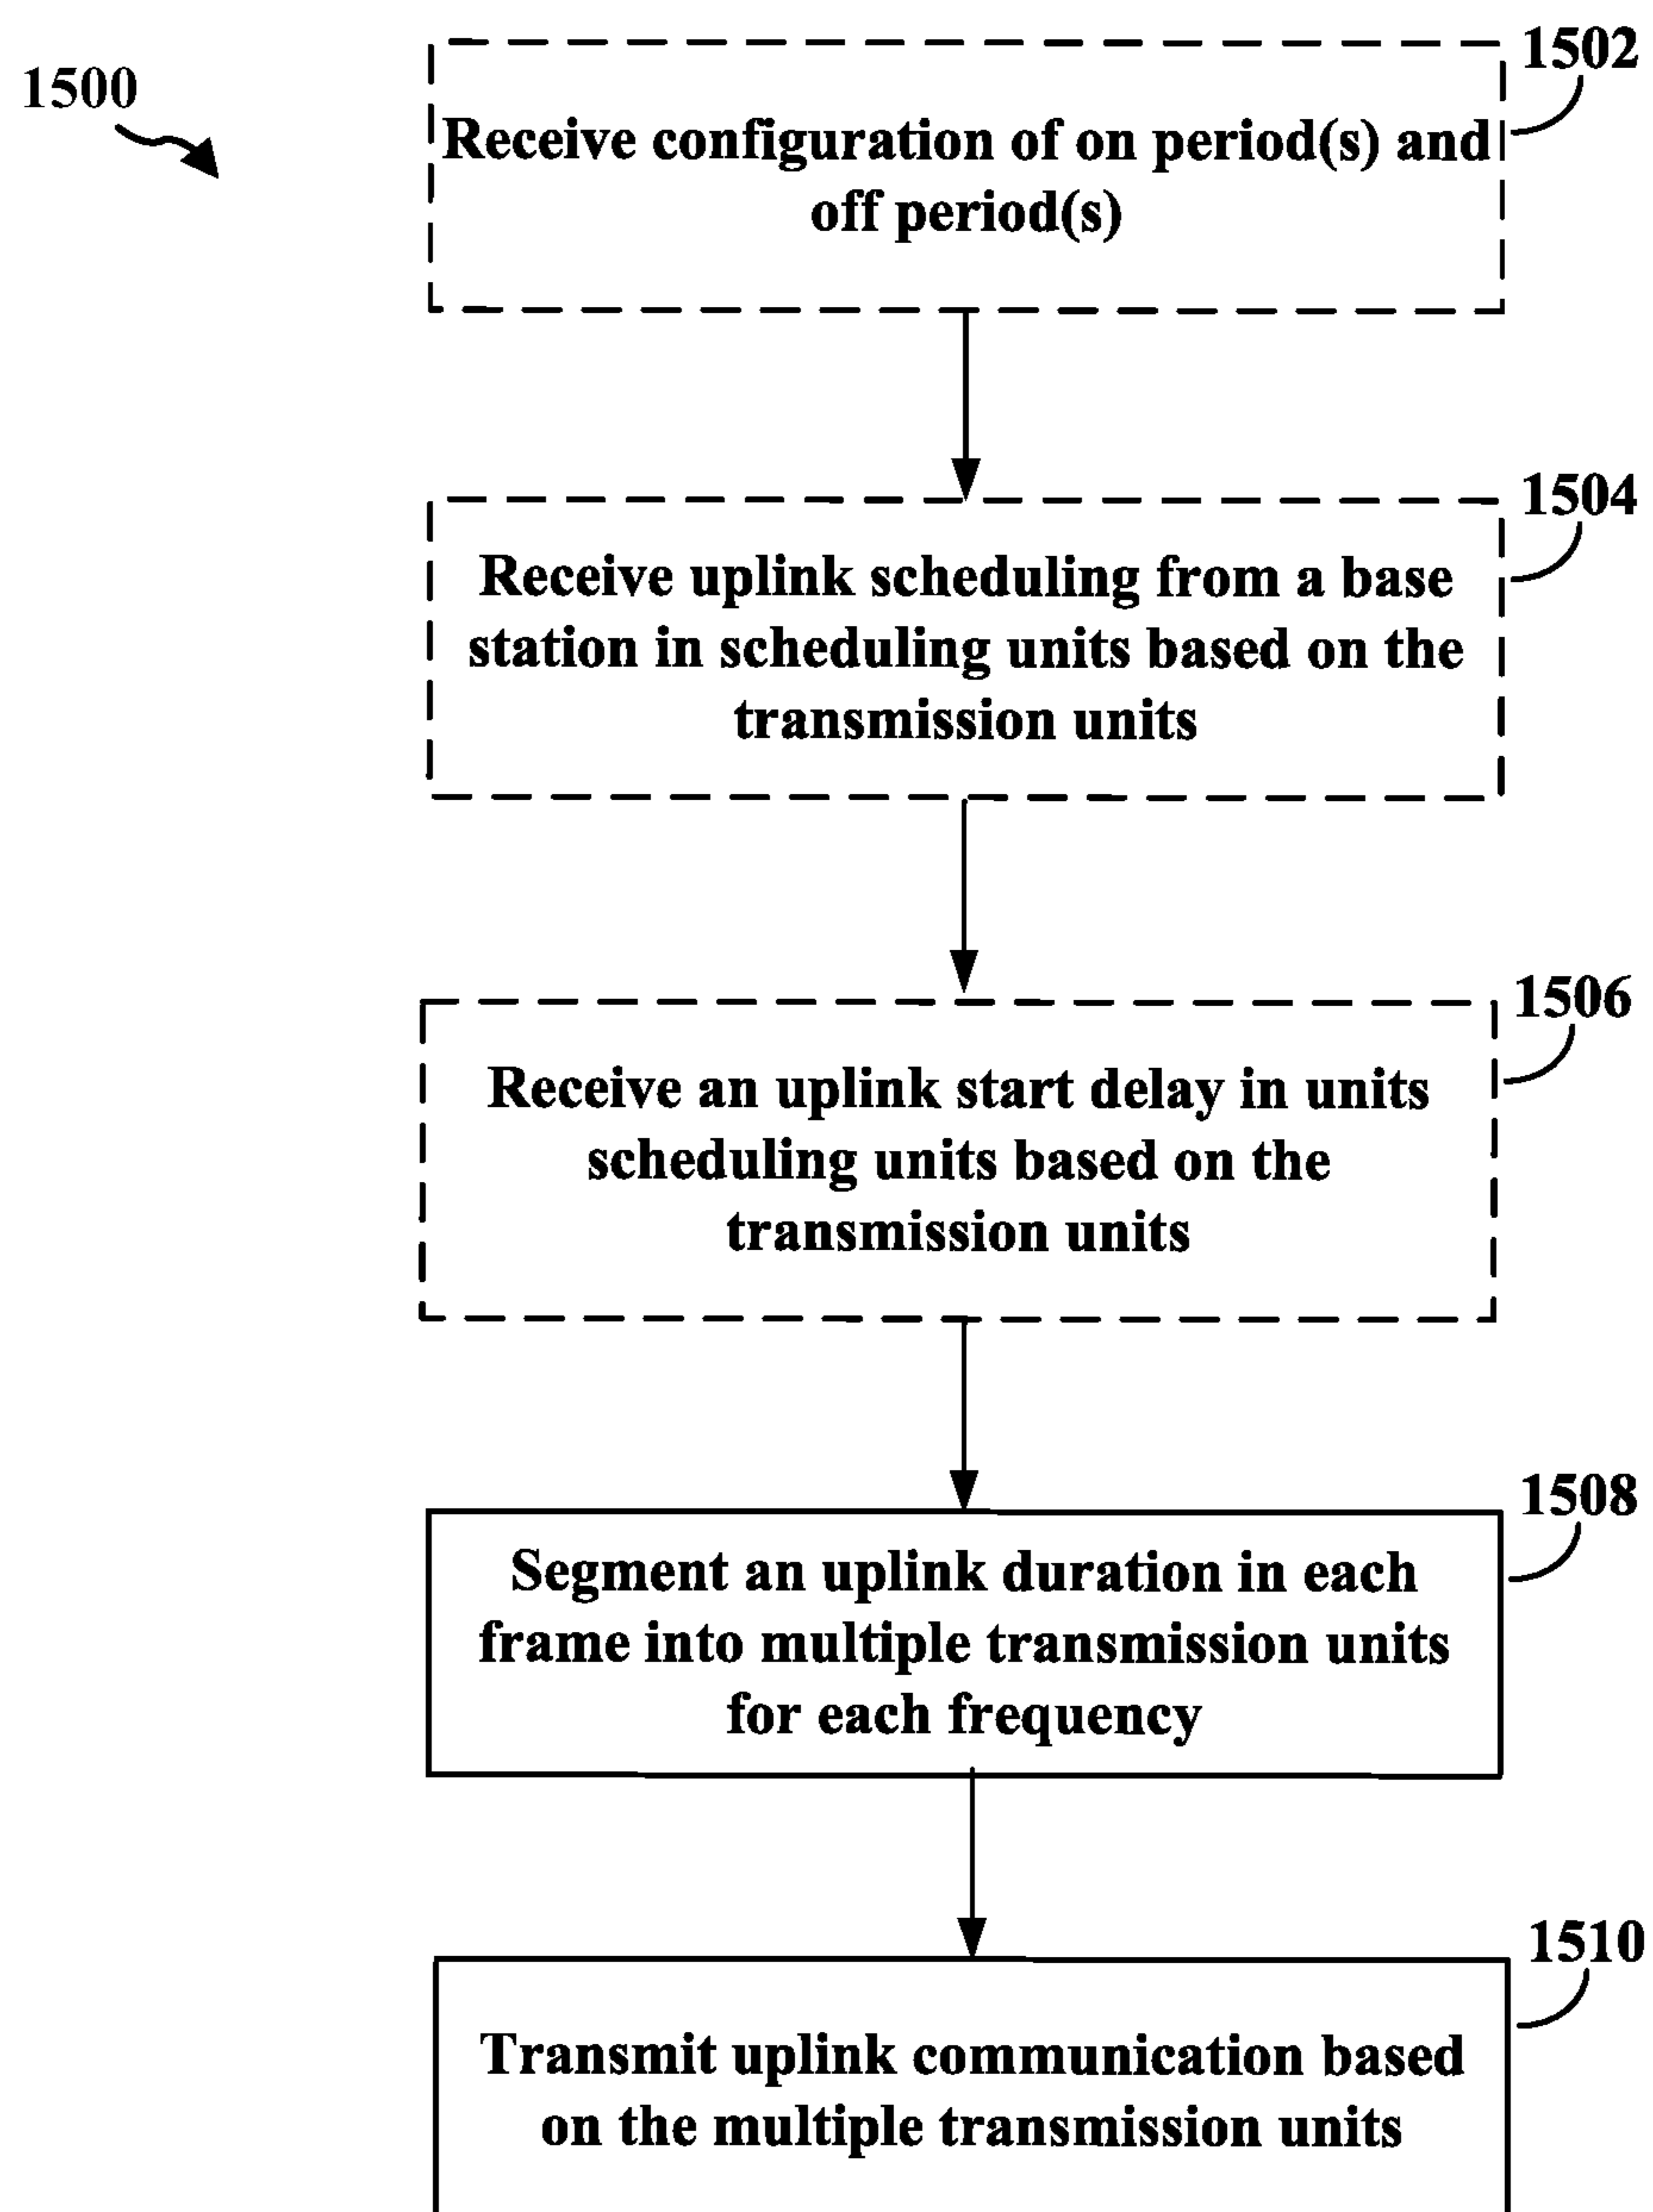 1500
1502
Receive configuration of on period(s) and
off period(s)
1504
Receive uplink scheduling from a base
station in scheduling units based on the
transmission units
1506
Receive an uplink start delay in units
scheduling units based on the
transmission units
1508
Segment an uplink duration in each
frame into multiple transmission units
for each frequency
1510
Transmit uplink communication based
on the multiple transmission units